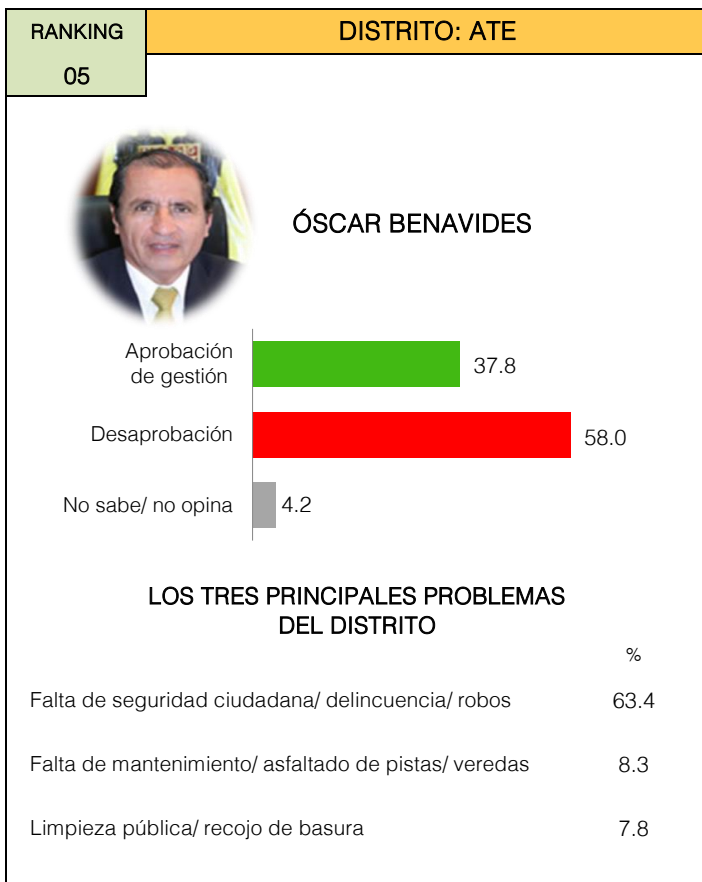 RANKING
DISTRITO: ATE
05
ÓSCAR BENAVIDES
Aprobación
de gestión
37.8
Desaprobación
58.0
No sabe/ no opina
4.2
LOS TRES PRINCIPALES PROBLEMAS
DEL DISTRITO
%
Falta de seguridad ciudadana/ delincuencia/ robos 63.4
Falta de mantenimiento/ asfaltado de pistas/ veredas 8.3
Limpieza pública/ recojo de basura 7.8